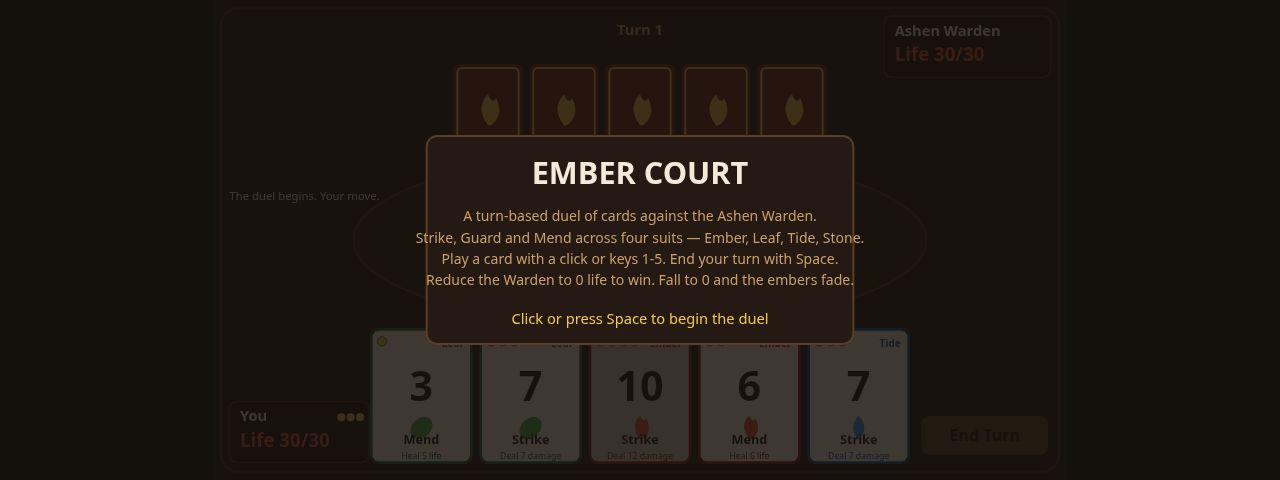 Turn 1
Ashen Warden
Life 30/30
EMBER COURT
A turn-based duel of cards against the Ashen Warden.
The duel begins. Your move.
Strike, Guard and Mend across four suits — Ember, Leaf, Tide, Stone.
Play a card with a click or keys 1-5. End your turn with Space.
Reduce the Warden to 0 life to win. Fall to 0 and the embers fade.
Click or press Space to begin the duel
Tide
3
7
10
6
7
You
Life 30/30
Mend
Strike
Strike
Mend
Strike
Heal 5 life
Deal 7 damage
Deal 12 damage
Heal 6 life
Deal 7 damage
End Turn